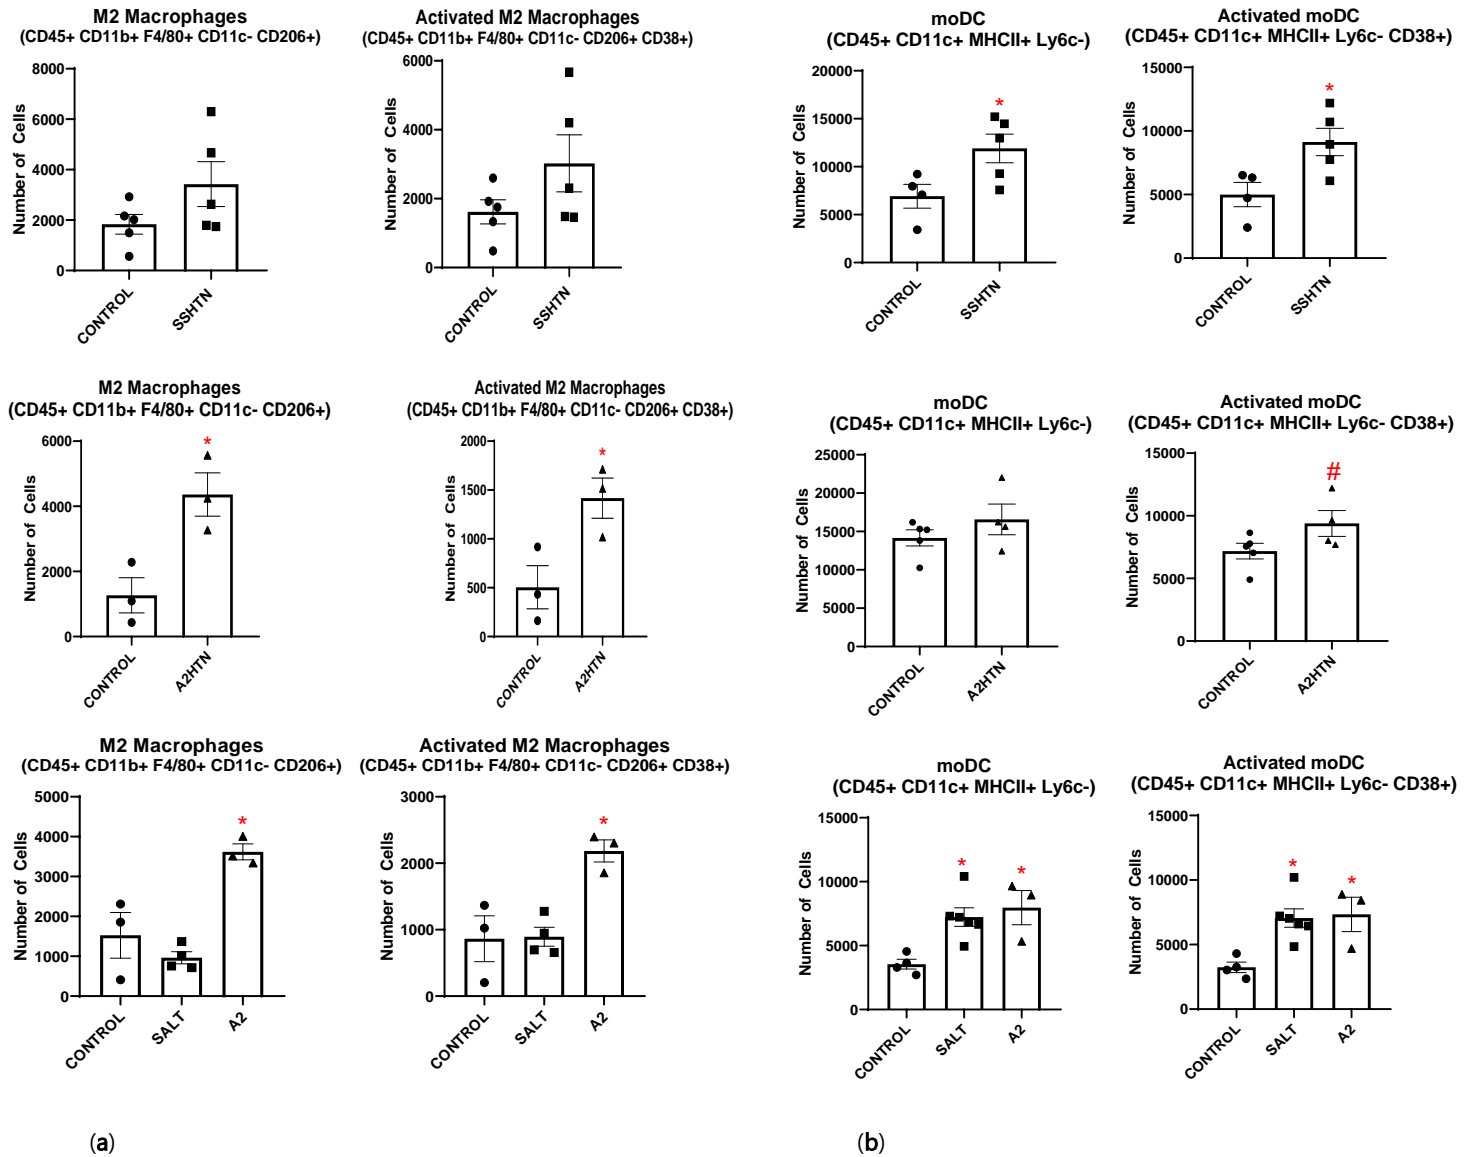 M2 Macrophages
(CD45+ CD11b+ F4/80+ CD11c- CD206+)
8000
6000
4000
2000
0
Number of Cells
CONTROL
SSHTN
Activated M2 Macrophages
(CD45+ CD11b+ F4/80+ CD11c- CD206+ CD38+)
6000
4000
2000
0
Number of Cells
CONTROL
SSHTN
moDC
(CD45+ CD11c+ MHCII+ Ly6c-)
20000
15000
10000
5000
0
Number of Cells
*
CONTROL
SSHTN
Activated moDC
(CD45+ CD11c+ MHCII+ Ly6c- CD38+)
15000
10000
5000
0
Number of Cells
*
CONTROL
SSHTN
M2 Macrophages
(CD45+ CD11b+ F4/80+ CD11c- CD206+)
6000
4000
2000
0
Number of Cells
*
CONTROL
A2HTN
Activated M2 Macrophages
(CD45+ CD11b+ F4/80+ CD11c- CD206+ CD38+)
2000
1500
1000
500
0
Number of Cells
*
CONTROL
A2HTN
moDC
(CD45+ CD11c+ MHCII+ Ly6c-)
25000
20000
15000
10000
5000
0
Number of Cells
CONTROL
A2HTN
Activated moDC
(CD45+ CD11c+ MHCII+ Ly6c- CD38+)
15000
10000
5000
0
Number of Cells
#
CONTROL
A2HTN
M2 Macrophages
(CD45+ CD11b+ F4/80+ CD11c- CD206+)
5000
4000
3000
2000
1000
0
Number of Cells
*
CONTROL
SALT
A2
Activated M2 Macrophages
(CD45+ CD11b+ F4/80+ CD11c- CD206+ CD38+)
3000
2000
1000
0
Number of Cells
*
CONTROL
SALT
A2
moDC
(CD45+ CD11c+ MHCII+ Ly6c-)
15000
10000
5000
0
Number of Cells
*
*
CONTROL
SALT
A2
Activated moDC
(CD45+ CD11c+ MHCII+ Ly6c- CD38+)
15000
10000
5000
0
Number of Cells
*
*
CONTROL
SALT
A2
(a)
(b)